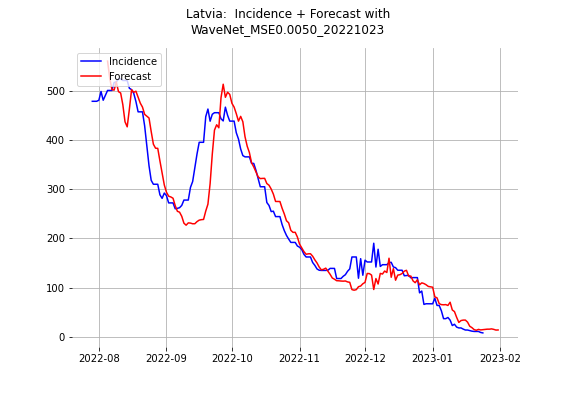 Latvia:  Incidence + Forecast with
WaveNet_MSE0.0050_20221023
Incidence
Forecast
500
400
300
200
100
0
2022-08 2022-09 2022-10 2022-11 2022-12 2023-01 2023-02